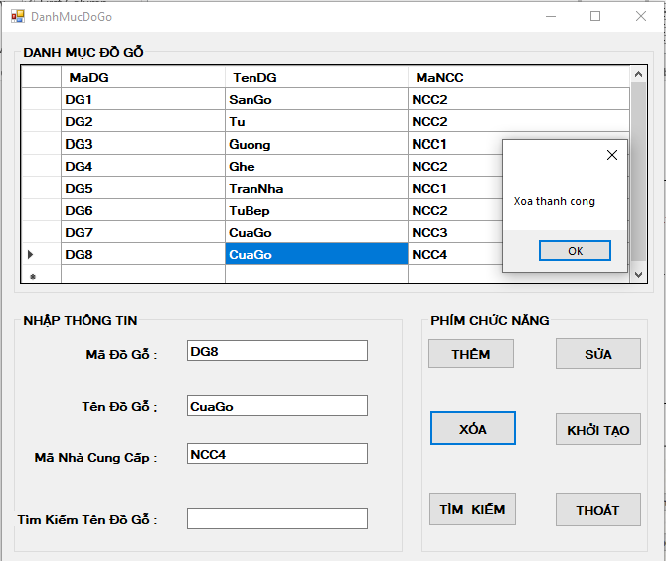 DanhMucDoGo
DANH MỤC ĐỒ GỖ
MaDG TenDG MaNCC
DG1 SanGo NCC2
DG2 Tu NCC2
DG3 Guong NCC1
DG4 Ghe NCC2
DG5 TranNha NCC1
DG6 TuBep NCC2
DG7 CuaGo NCC3
DG8 CuaGo NCC4
Xoa thanh cong
OK
NHẬP THÔNG TIN
Mã Đồ Gỗ : DG8
Tên Đồ Gỗ : CuaGo
Mã Nhà Cung Cấp : NCC4
Tìm Kiếm Tên Đồ Gỗ :
PHÍM CHỨC NĂNG
THÊM SỬA
XÓA KHỞI TẠO
TÌM KIẾM THOÁT